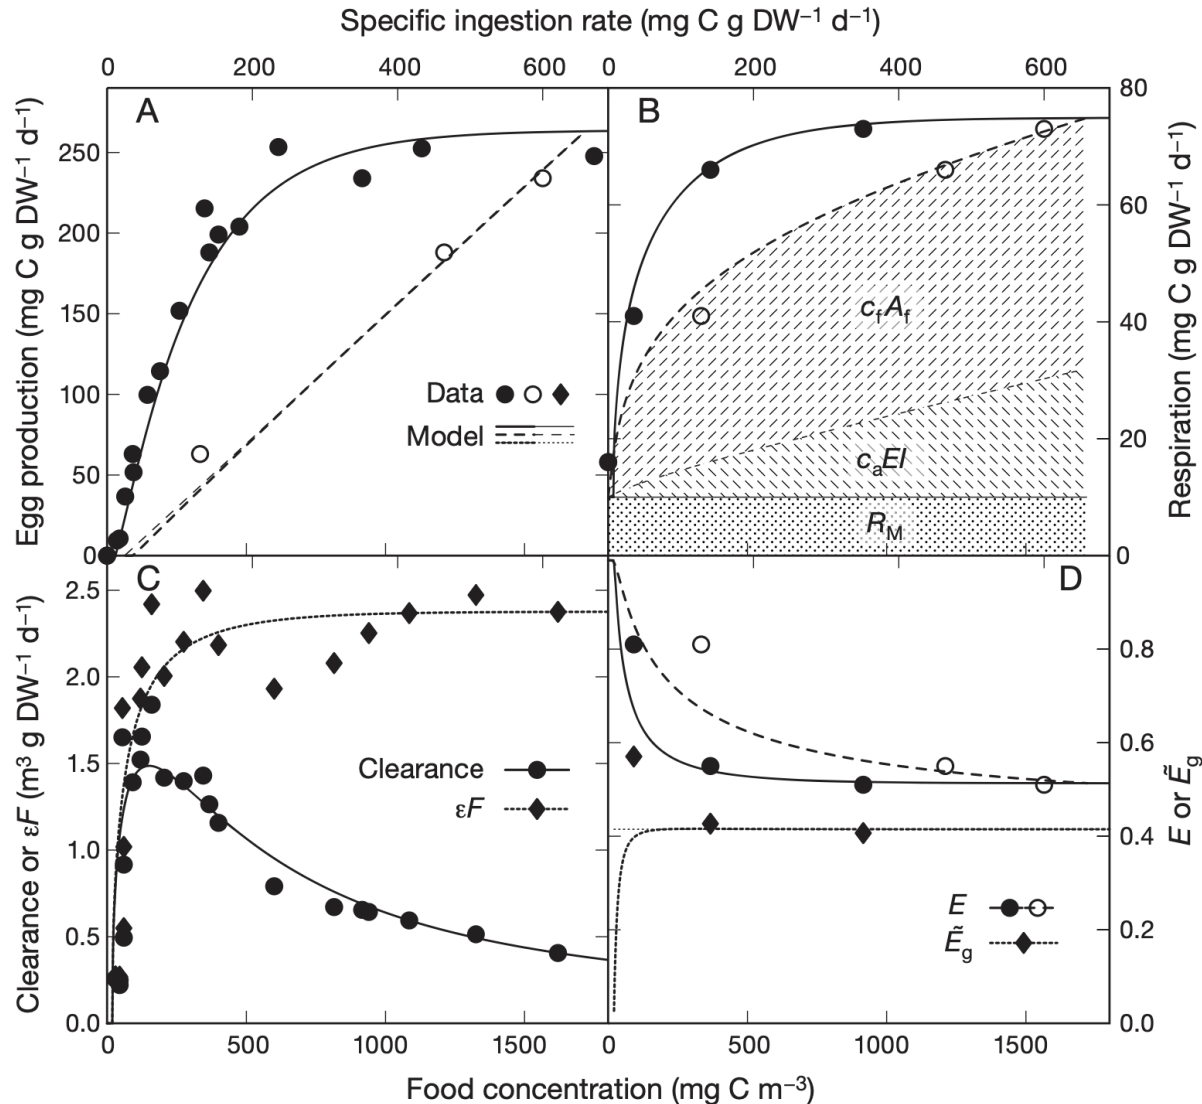 Specific ingestion rate (mg C g DW⁻¹ d⁻¹)
0 200 400 600 0 200 400 600
A
B
Egg production (mg C g DW⁻¹ d⁻¹)
250
200
150
100
50
0
Data
Model
80
60
40
20
0
Respiration (mg C g DW⁻¹ d⁻¹)
c_f A_f
c_a EI
R_M
C
D
Clearance or εF (m³ g DW⁻¹ d⁻¹)
2.5
2.0
1.5
1.0
0.5
0.0
Clearance
εF
0.8
0.6
0.4
0.2
0.0
E or Ẽ_g
E
Ẽ_g
0 500 1000 1500 0 500 1000 1500
Food concentration (mg C m⁻³)